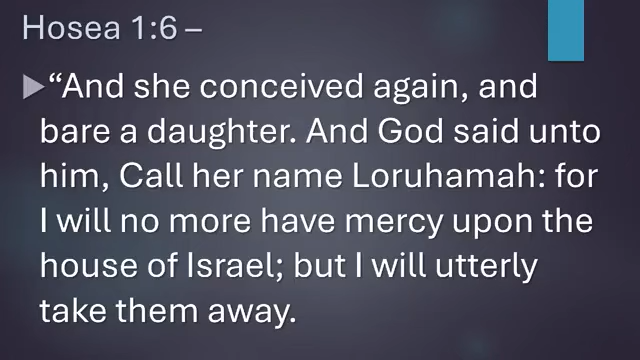 Hosea 1:6 –
“And she conceived again, and
bare a daughter. And God said unto
him, Call her name Loruhamah: for
I will no more have mercy upon the
house of Israel; but I will utterly
take them away.